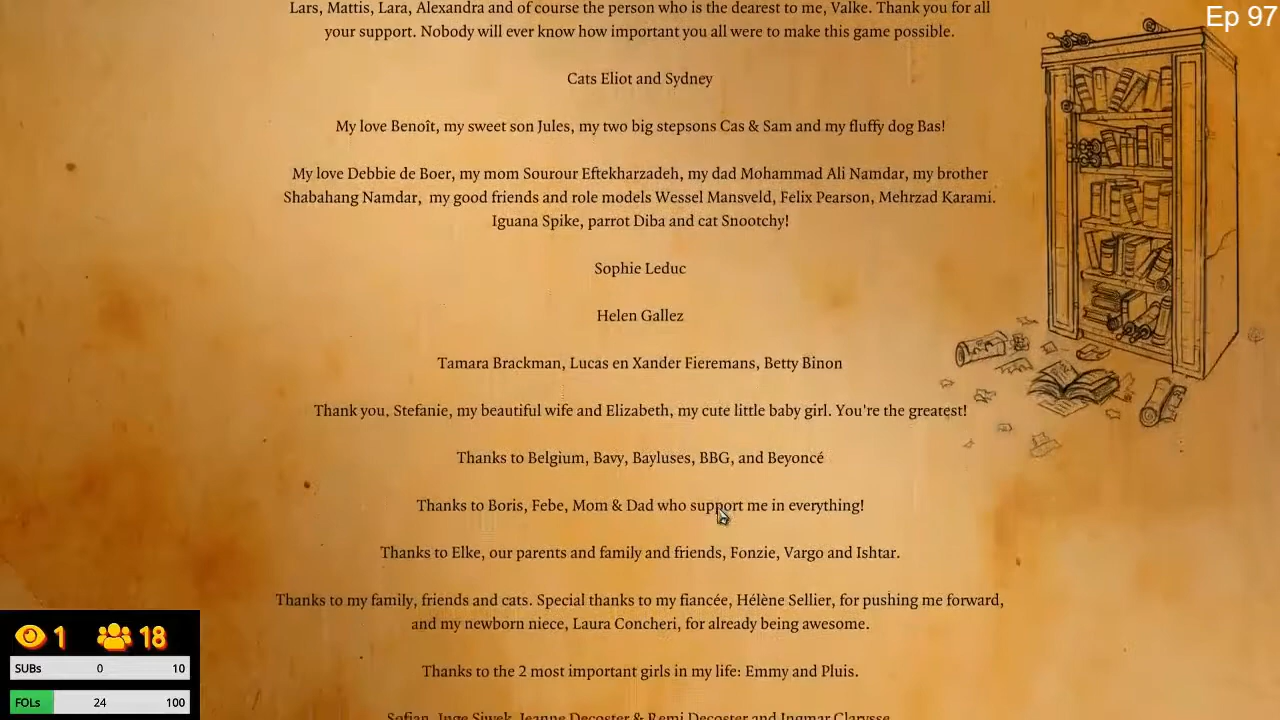 Ep 97
Lars, Mattis, Lara, Alexandra and of course the person who is the dearest to me, Valke. Thank you for all
your support. Nobody will ever know how important you all were to make this game possible.
Cats Eliot and Sydney
My love Benoît, my sweet son Jules, my two big stepsons Cas & Sam and my fluffy dog Bas!
My love Debbie de Boer, my mom Sourour Eftekharzadeh, my dad Mohammad Ali Namdar, my brother
Shabahang Namdar, my good friends and role models Wessel Mansveld, Felix Pearson, Mehrzad Karami.
Iguana Spike, parrot Diba and cat Snootchy!
Sophie Leduc
Helen Gallez
Tamara Brackman, Lucas en Xander Fieremans, Betty Binon
Thank you, Stefanie, my beautiful wife and Elizabeth, my cute little baby girl. You're the greatest!
Thanks to Belgium, Bavy, Bayluses, BBG, and Beyoncé
Thanks to Boris, Febe, Mom & Dad who support me in everything!
Thanks to Elke, our parents and family and friends, Fonzie, Vargo and Ishtar.
Thanks to my family, friends and cats. Special thanks to my fiancée, Hélène Sellier, for pushing me forward,
and my newborn niece, Laura Concheri, for already being awesome.
Thanks to the 2 most important girls in my life: Emmy and Pluis.
Sofian, Inge Siwek, Jeanne Decoster & Remi Decoster and Ingmar Clarysse
1 18
SUBs 0 10
FOLs 24 100